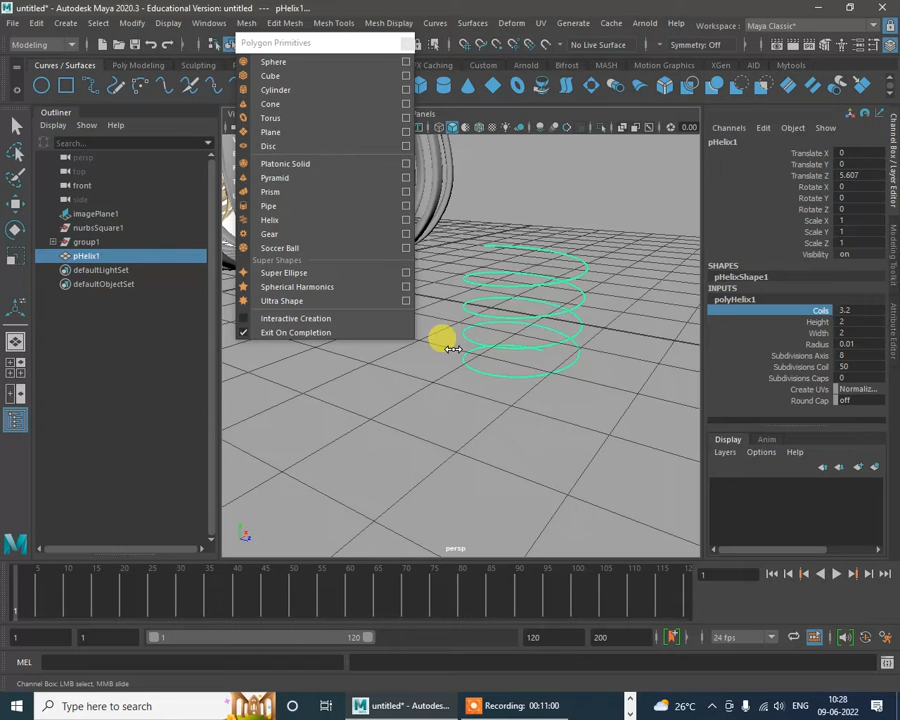 untitled* - Autodesk Maya 2020.3 - Educational Version: untitled --- pHelix1...
File Edit Create Select Modify Display Windows Mesh Edit Mesh Mesh Tools Mesh Display Curves Surfaces Deform UV Generate Cache Arnold Help Workspace : Maya Classic*
Modeling
No Live Surface
Symmetry: Off
Curves / Surfaces Poly Modeling Sculpting
Custom Arnold Bifrost MASH Motion Graphics XGen AID MyTools
Polygon Primitives
Sphere
Cube
Cylinder
Cone
Torus
Plane
Disc
Platonic Solid
Pyramid
Prism
Pipe
Helix
Gear
Soccer Ball
Super Shapes
Super Ellipse
Spherical Harmonics
Ultra Shape
Interactive Creation
Exit On Completion
Outliner
Display Show Help
Search...
persp
top
front
side
imagePlane1
nurbsSquare1
group1
pHelix1
defaultLightSet
defaultObjectSet
Panels
0.00
persp
Channels Edit Object Show
pHelix1
Translate X 0
Translate Y 0
Translate Z 5.607
Rotate X 0
Rotate Y 0
Rotate Z 0
Scale X 1
Scale Y 1
Scale Z 1
Visibility on
SHAPES
pHelixShape1
INPUTS
polyHelix1
Coils 3.2
Height 2
Width 2
Radius 0.01
Subdivisions Axis 8
Subdivisions Coil 50
Subdivisions Caps 0
Create UVs Normaliz...
Round Cap off
Display Anim
Layers Options Help
Channel Box / Layer Editor
Modeling Toolkit
Attribute Editor
5 10 15 20 25 30 35 40 45 50 55 60 65 70 75 80 85 90 95 100 105 110 115 12
1
1
1 1 1 120 120 200 24 fps
MEL
Channel Box: LMB select, MMB slide
Type here to search
untitled* - Autodes...
Recording: 00:11:00
26°C
ENG
10:28
09-06-2022